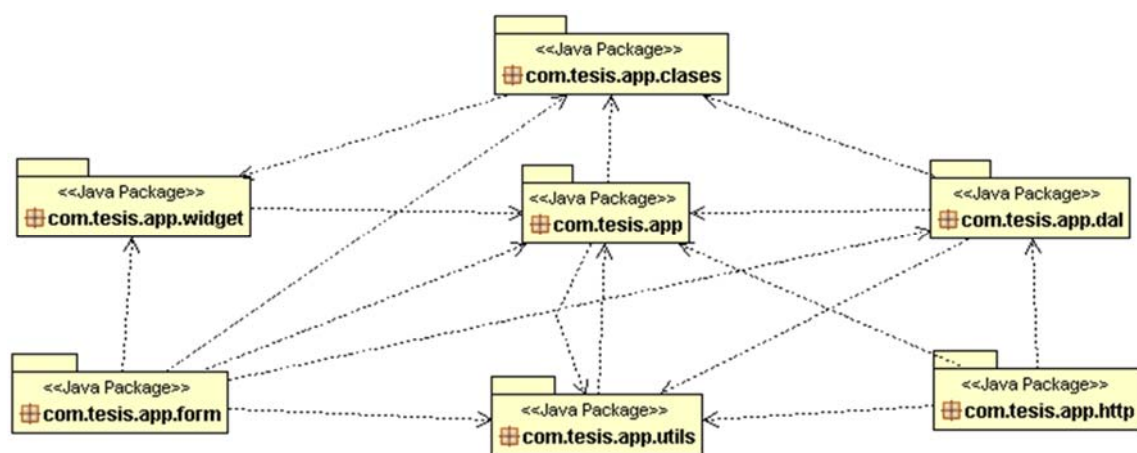 <<Java Package>>
com.tesis.app.clases
<<Java Package>>
com.tesis.app.widget
<<Java Package>>
com.tesis.app
<<Java Package>>
com.tesis.app.dal
<<Java Package>>
com.tesis.app.form
<<Java Package>>
com.tesis.app.utils
<<Java Package>>
com.tesis.app.http